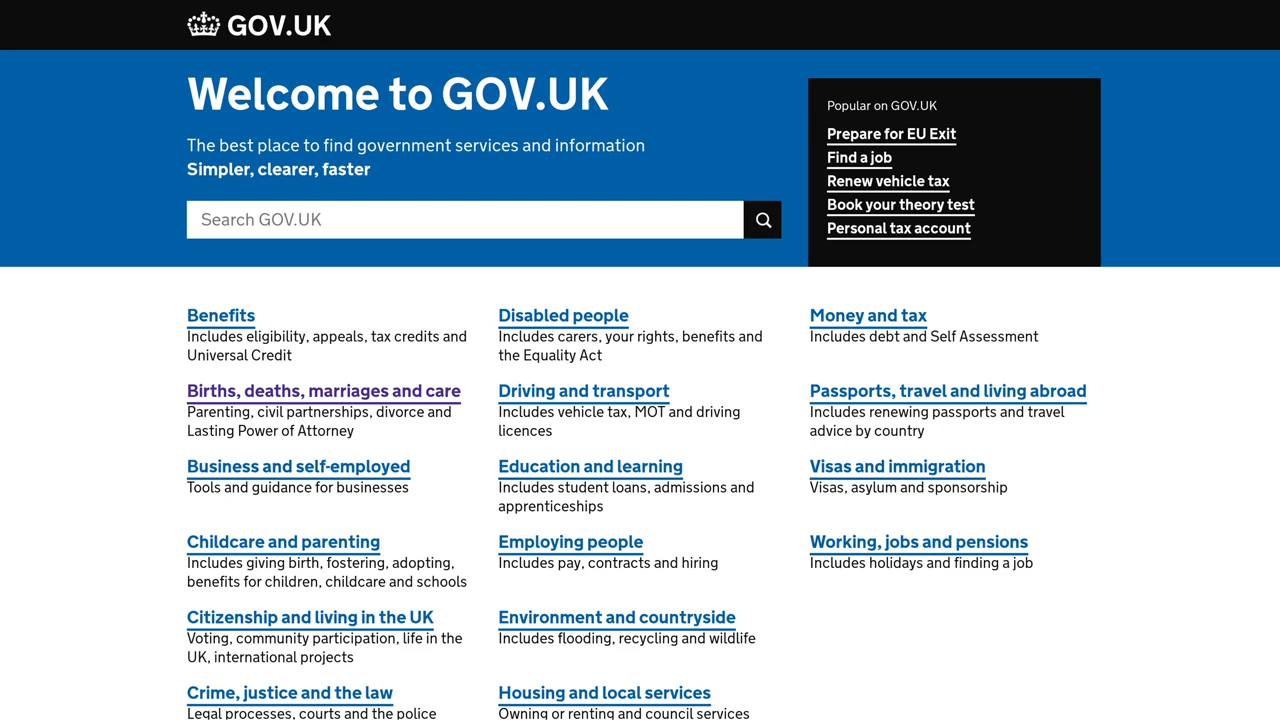 GOV.UK
Welcome to GOV.UK
The best place to find government services and information
Simpler, clearer, faster
Search GOV.UK
Popular on GOV.UK
Prepare for EU Exit
Find a job
Renew vehicle tax
Book your theory test
Personal tax account
Benefits
Includes eligibility, appeals, tax credits and
Universal Credit
Births, deaths, marriages and care
Parenting, civil partnerships, divorce and
Lasting Power of Attorney
Business and self-employed
Tools and guidance for businesses
Childcare and parenting
Includes giving birth, fostering, adopting,
benefits for children, childcare and schools
Citizenship and living in the UK
Voting, community participation, life in the
UK, international projects
Crime, justice and the law
Legal processes, courts and the police
Disabled people
Includes carers, your rights, benefits and
the Equality Act
Driving and transport
Includes vehicle tax, MOT and driving
licences
Education and learning
Includes student loans, admissions and
apprenticeships
Employing people
Includes pay, contracts and hiring
Environment and countryside
Includes flooding, recycling and wildlife
Housing and local services
Owning or renting and council services
Money and tax
Includes debt and Self Assessment
Passports, travel and living abroad
Includes renewing passports and travel
advice by country
Visas and immigration
Visas, asylum and sponsorship
Working, jobs and pensions
Includes holidays and finding a job